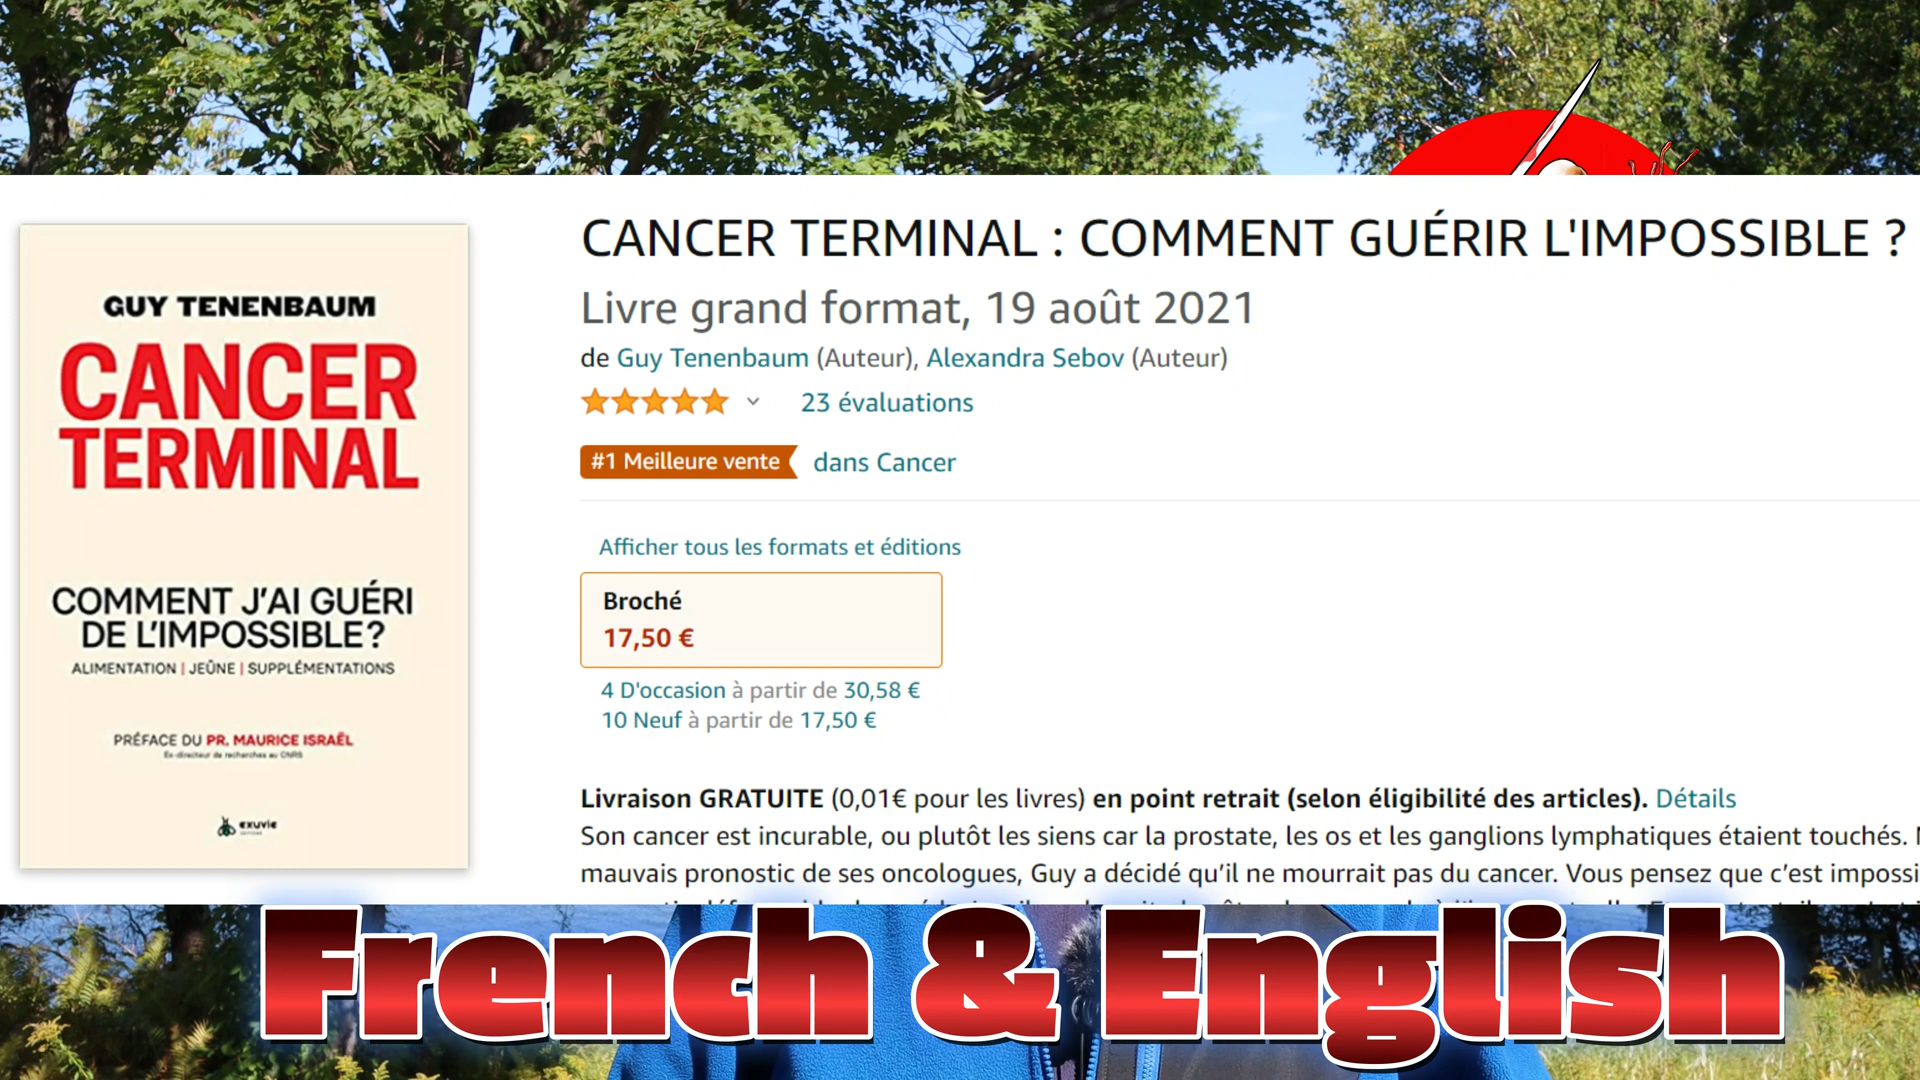 GUY TENENBAUM
CANCER
TERMINAL
COMMENT J'AI GUÉRI
DE L'IMPOSSIBLE?
ALIMENTATION | JEÛNE | SUPPLÉMENTATIONS
PRÉFACE DU PR. MAURICE ISRAËL
Ex-directeur de recherches au CNRS
exuvie
CANCER TERMINAL : COMMENT GUÉRIR L'IMPOSSIBLE ?
Livre grand format, 19 août 2021
de Guy Tenenbaum (Auteur), Alexandra Sebov (Auteur)
23 évaluations
#1 Meilleure vente dans Cancer
Afficher tous les formats et éditions
Broché
17,50 €
4 D'occasion à partir de 30,58 €
10 Neuf à partir de 17,50 €
Livraison GRATUITE (0,01€ pour les livres) en point retrait (selon éligibilité des articles). Détails
Son cancer est incurable, ou plutôt les siens car la prostate, les os et les ganglions lymphatiques étaient touchés.
mauvais pronostic de ses oncologues, Guy a décidé qu'il ne mourrait pas du cancer. Vous pensez que c'est impossi
French & English